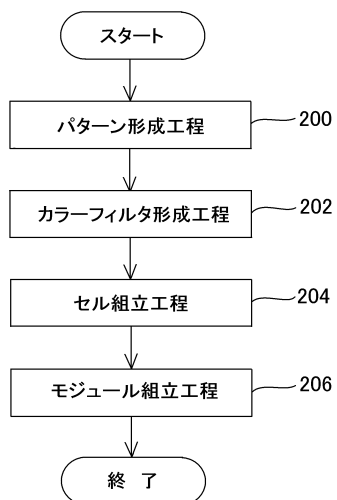 スタート
パターン形成工程 200
カラーフィルタ形成工程 202
セル組立工程 204
モジュール組立工程 206
終 了